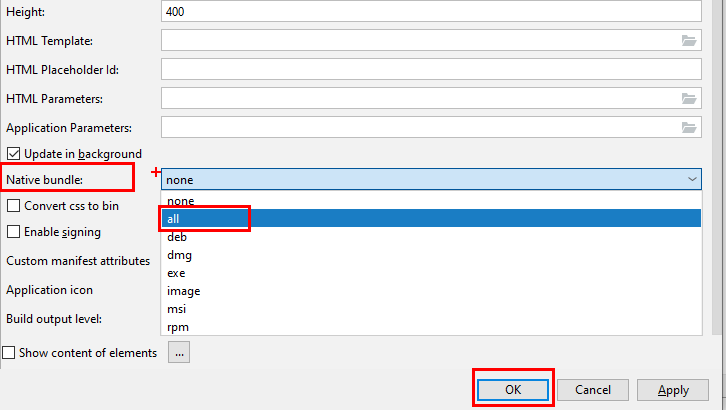 Height: 400
HTML Template:
HTML Placeholder Id:
HTML Parameters:
Application Parameters:
Update in background
Native bundle: none
none
Convert css to bin
all
Enable signing
deb
dmg
Custom manifest attributes
exe
Application icon
image
msi
Build output level:
rpm
Show content of elements ...
OK Cancel Apply